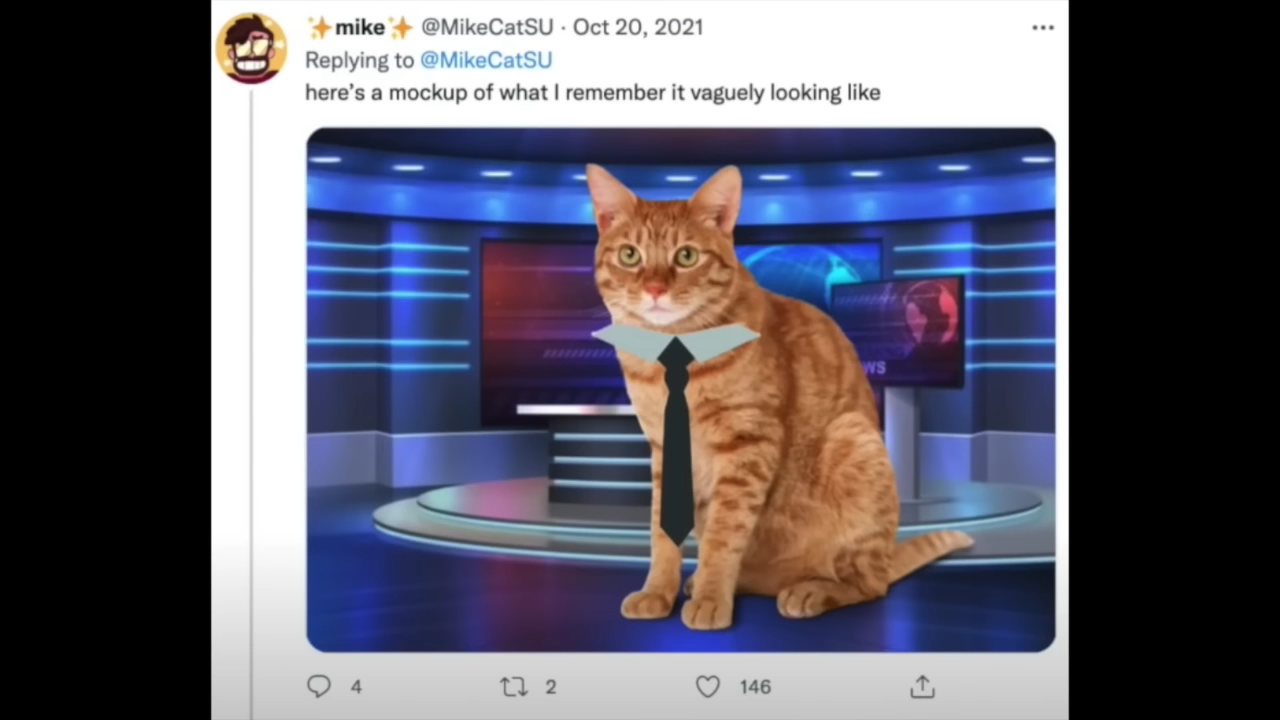 ✨mike✨ @MikeCatSU · Oct 20, 2021
Replying to @MikeCatSU
here's a mockup of what I remember it vaguely looking like
WS
4 2 146